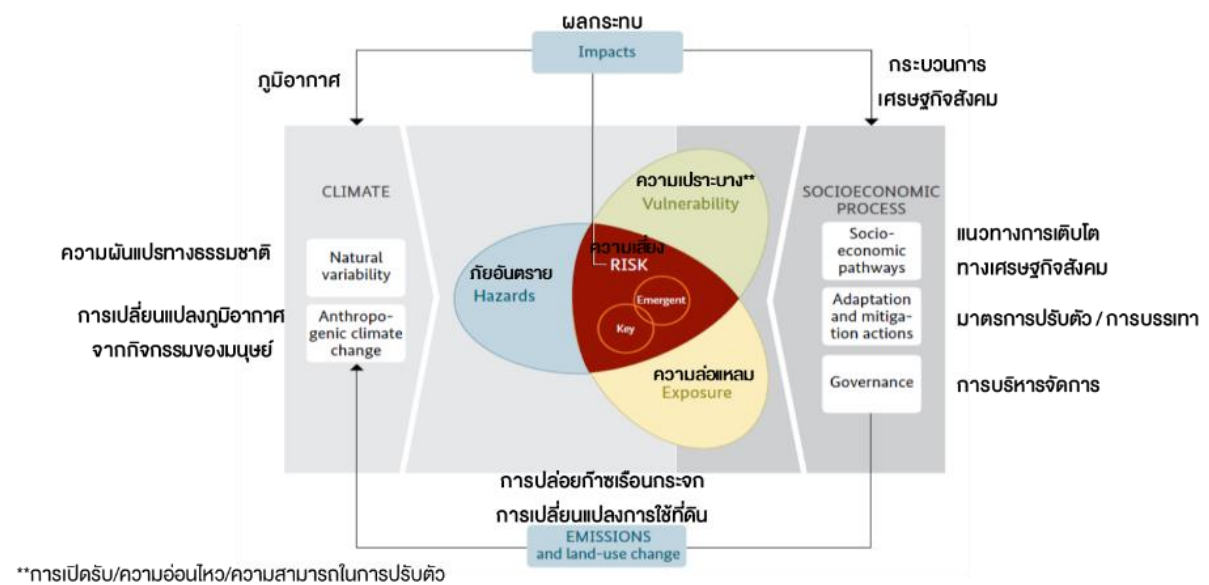 ผลกระทบ
Impacts
ภูมิอากาศ
กระบวนการ
เศรษฐกิจสังคม
CLIMATE
ความผันแปรทางธรรมชาติ
Natural
variability
การเปลี่ยนแปลงภูมิอากาศ
จากกิจกรรมของมนุษย์
Anthropo-
genic climate
change
ภัยอันตราย
Hazards
ความเปราะบาง**
Vulnerability
ความเสี่ยง
RISK
Emergent
Key
ความล่อแหลม
Exposure
SOCIOECONOMIC
PROCESS
Socio-
economic
pathways
แนวทางการเติบโต
ทางเศรษฐกิจสังคม
Adaptation
and mitiga-
tion actions
มาตรการปรับตัว / การบรรเทา
Governance
การบริหารจัดการ
การปล่อยก๊าซเรือนกระจก
การเปลี่ยนแปลงการใช้ที่ดิน
EMISSIONS
and land-use change
**การเปิดรับ/ความอ่อนไหว/ความสามารถในการปรับตัว